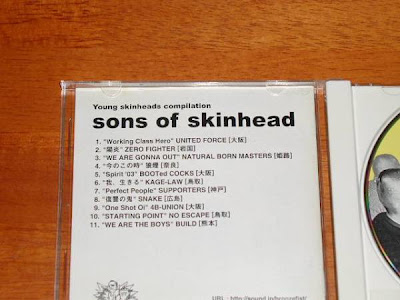 Young skinheads compilation
sons of skinhead
1. "Working Class Hero" UNITED FORCE [大阪]
2. "陽炎" ZERO FIGHTER [岩国]
3. "WE ARE GONNA OUT" NATURAL BORN MASTERS [姫路]
4. "今のこの時" 狼煙 [奈良]
5. "Spirit '03" BOOTed COCKS [大阪]
6. "我、生きる" KAGE-LAW [鳥取]
7. "Perfect People" SUPPORTERS [神戸]
8. "復讐の鬼" SNAKE [広島]
9. "One Shot Oi" 4B-UNION [大阪]
10. "STARTING POINT" NO ESCAPE [鳥取]
11. "WE ARE THE BOYS" BUILD [熊本]